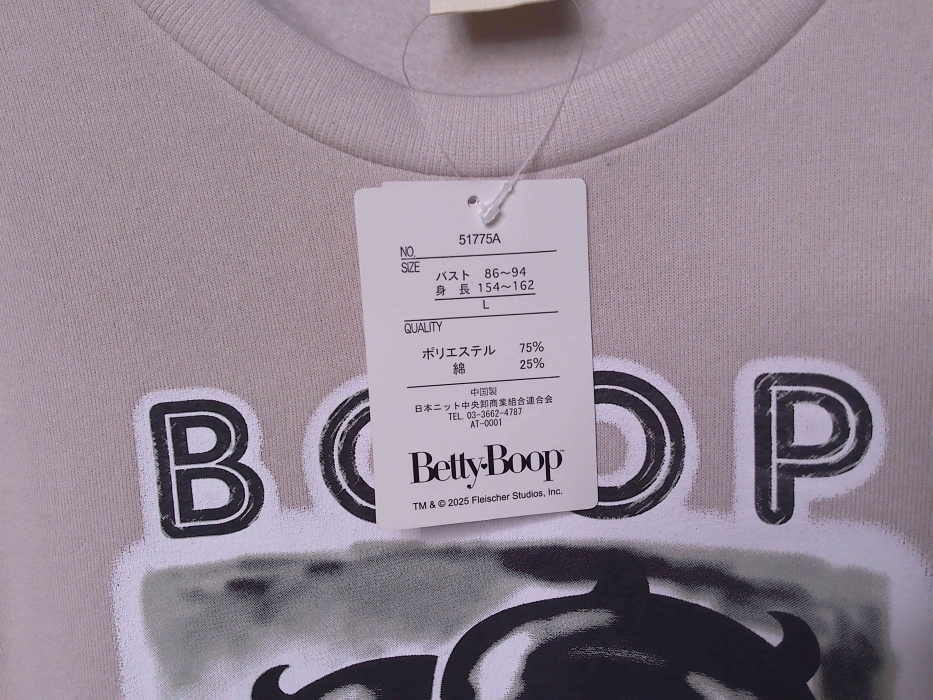 51775A
NO.
SIZE
バスト 86～94
身 長 154～162
L
QUALITY
ポリエステル 75%
綿 25%
中国製
日本ニット中央卸商業組合連合会
TEL 03-3662-4787
AT-0001
Betty Boop™
TM & © 2025 Fleischer Studios, Inc.
BOOP